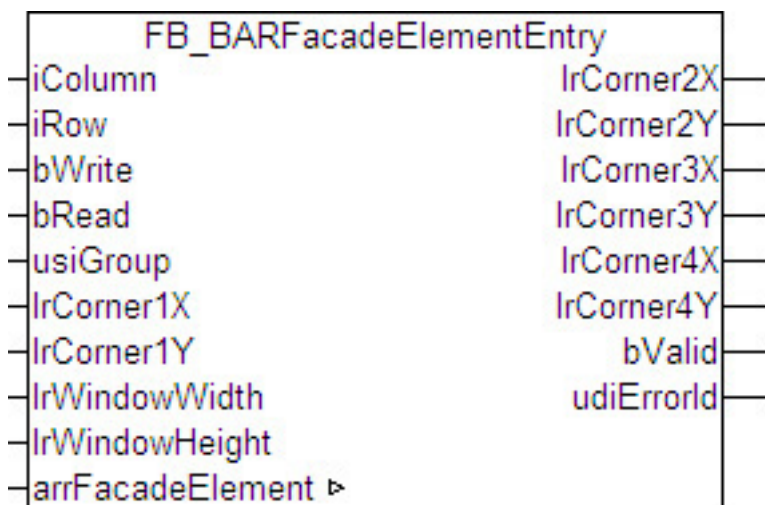 FB_BARFacadeElementEntry
iColumn lrCorner2X
iRow lrCorner2Y
bWrite lrCorner3X
bRead lrCorner3Y
usiGroup lrCorner4X
lrCorner1X lrCorner4Y
lrCorner1Y bValid
lrWindowWidth udiErrorId
lrWindowHeight
arrFacadeElement